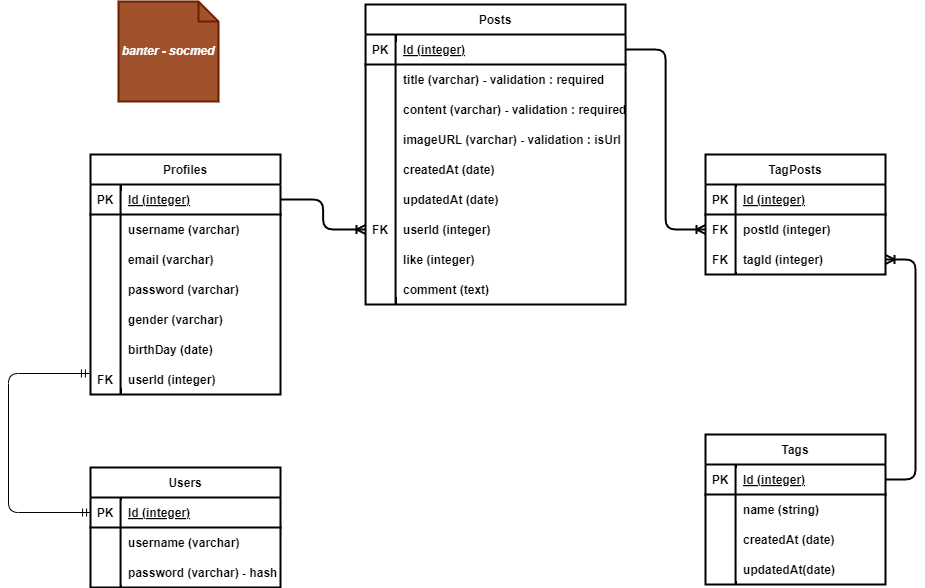 banter - socmed
Posts
PK Id (integer)
title (varchar) - validation : required
content (varchar) - validation : required
imageURL (varchar) - validation : isUrl
createdAt (date)
updatedAt (date)
FK userId (integer)
like (integer)
comment (text)
Profiles
PK Id (integer)
username (varchar)
email (varchar)
password (varchar)
gender (varchar)
birthDay (date)
FK userId (integer)
TagPosts
PK Id (integer)
FK postId (integer)
FK tagId (integer)
Users
PK Id (integer)
username (varchar)
password (varchar) - hash
Tags
PK Id (integer)
name (string)
createdAt (date)
updatedAt(date)